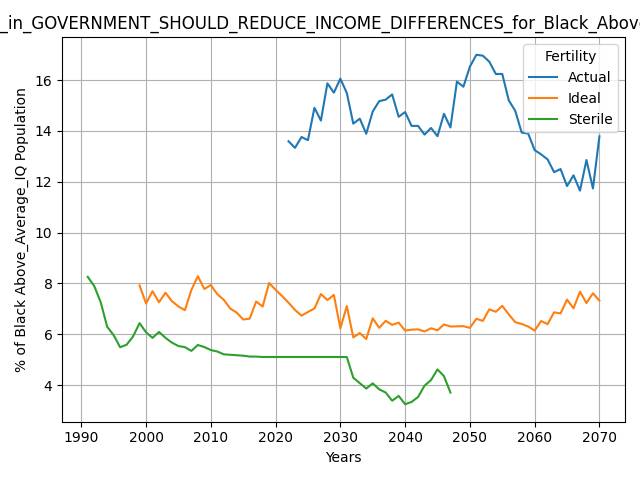 _in_GOVERNMENT_SHOULD_REDUCE_INCOME_DIFFERENCES_for_Black_Above
Fertility
Actual
Ideal
Sterile
% of Black Above_Average_IQ Population
16
14
12
10
8
6
4
1990 2000 2010 2020 2030 2040 2050 2060 2070
Years